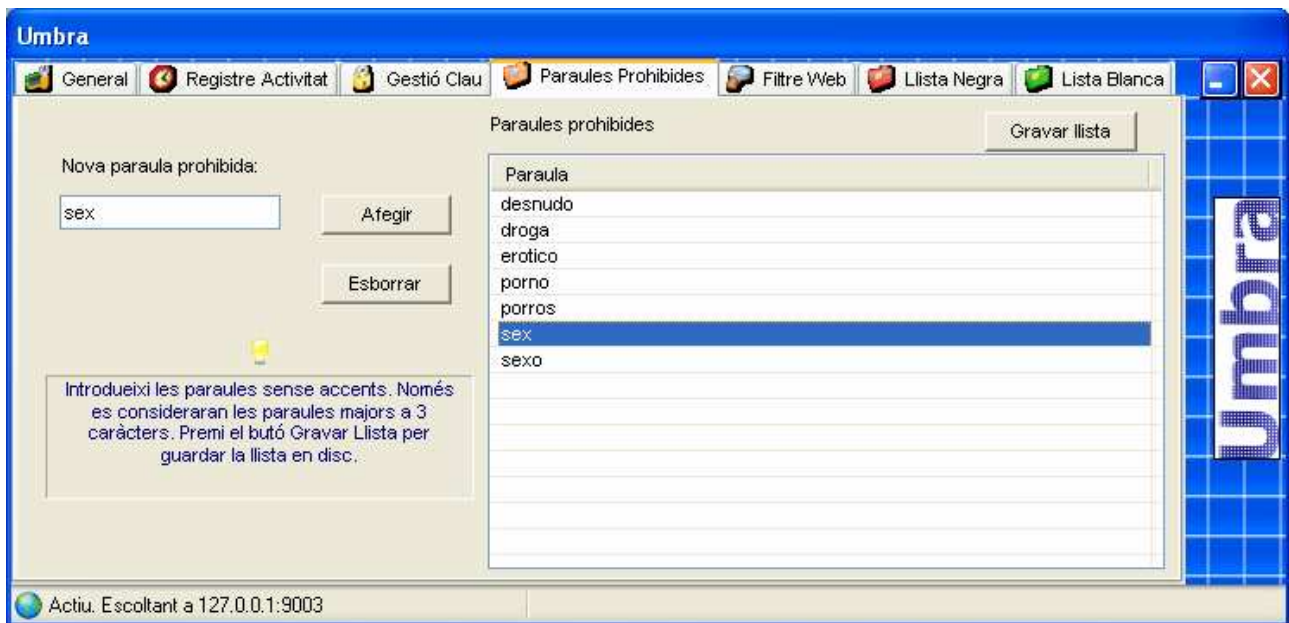 Umbra
General
Registre Activitat
Gestió Clau
Paraules Prohibides
Filtre Web
Llista Negra
Lista Blanca
Paraules prohibides
Gravar llista
Nova paraula prohibida:
sex
Afegir
Esborrar
Introdueixi les paraules sense accents. Només
es consideraran les paraules majors a 3
caràcters. Premi el butó Gravar Llista per
guardar la llista en disc.
Paraula
desnudo
droga
erotico
porno
porros
sex
sexo
Umbra
Actiu. Escoltant a 127.0.0.1:9003